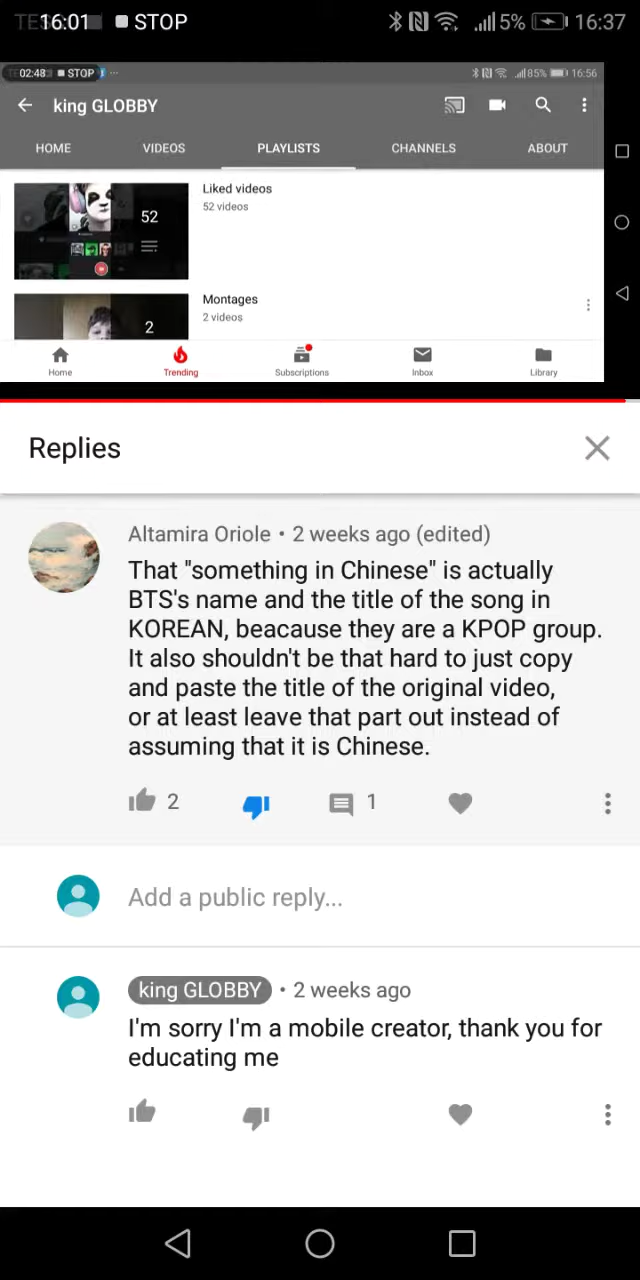 16:01 STOP 5% 16:37
02:48 STOP 85% 16:56
king GLOBBY
HOME VIDEOS PLAYLISTS CHANNELS ABOUT
Liked videos
52 videos
52
Montages
2 videos
2
Home Trending Subscriptions Inbox Library
Replies
Altamira Oriole • 2 weeks ago (edited)
That "something in Chinese" is actually
BTS's name and the title of the song in
KOREAN, beacause they are a KPOP group.
It also shouldn't be that hard to just copy
and paste the title of the original video,
or at least leave that part out instead of
assuming that it is Chinese.
2 1
Add a public reply...
king GLOBBY • 2 weeks ago
I'm sorry I'm a mobile creator, thank you for
educating me